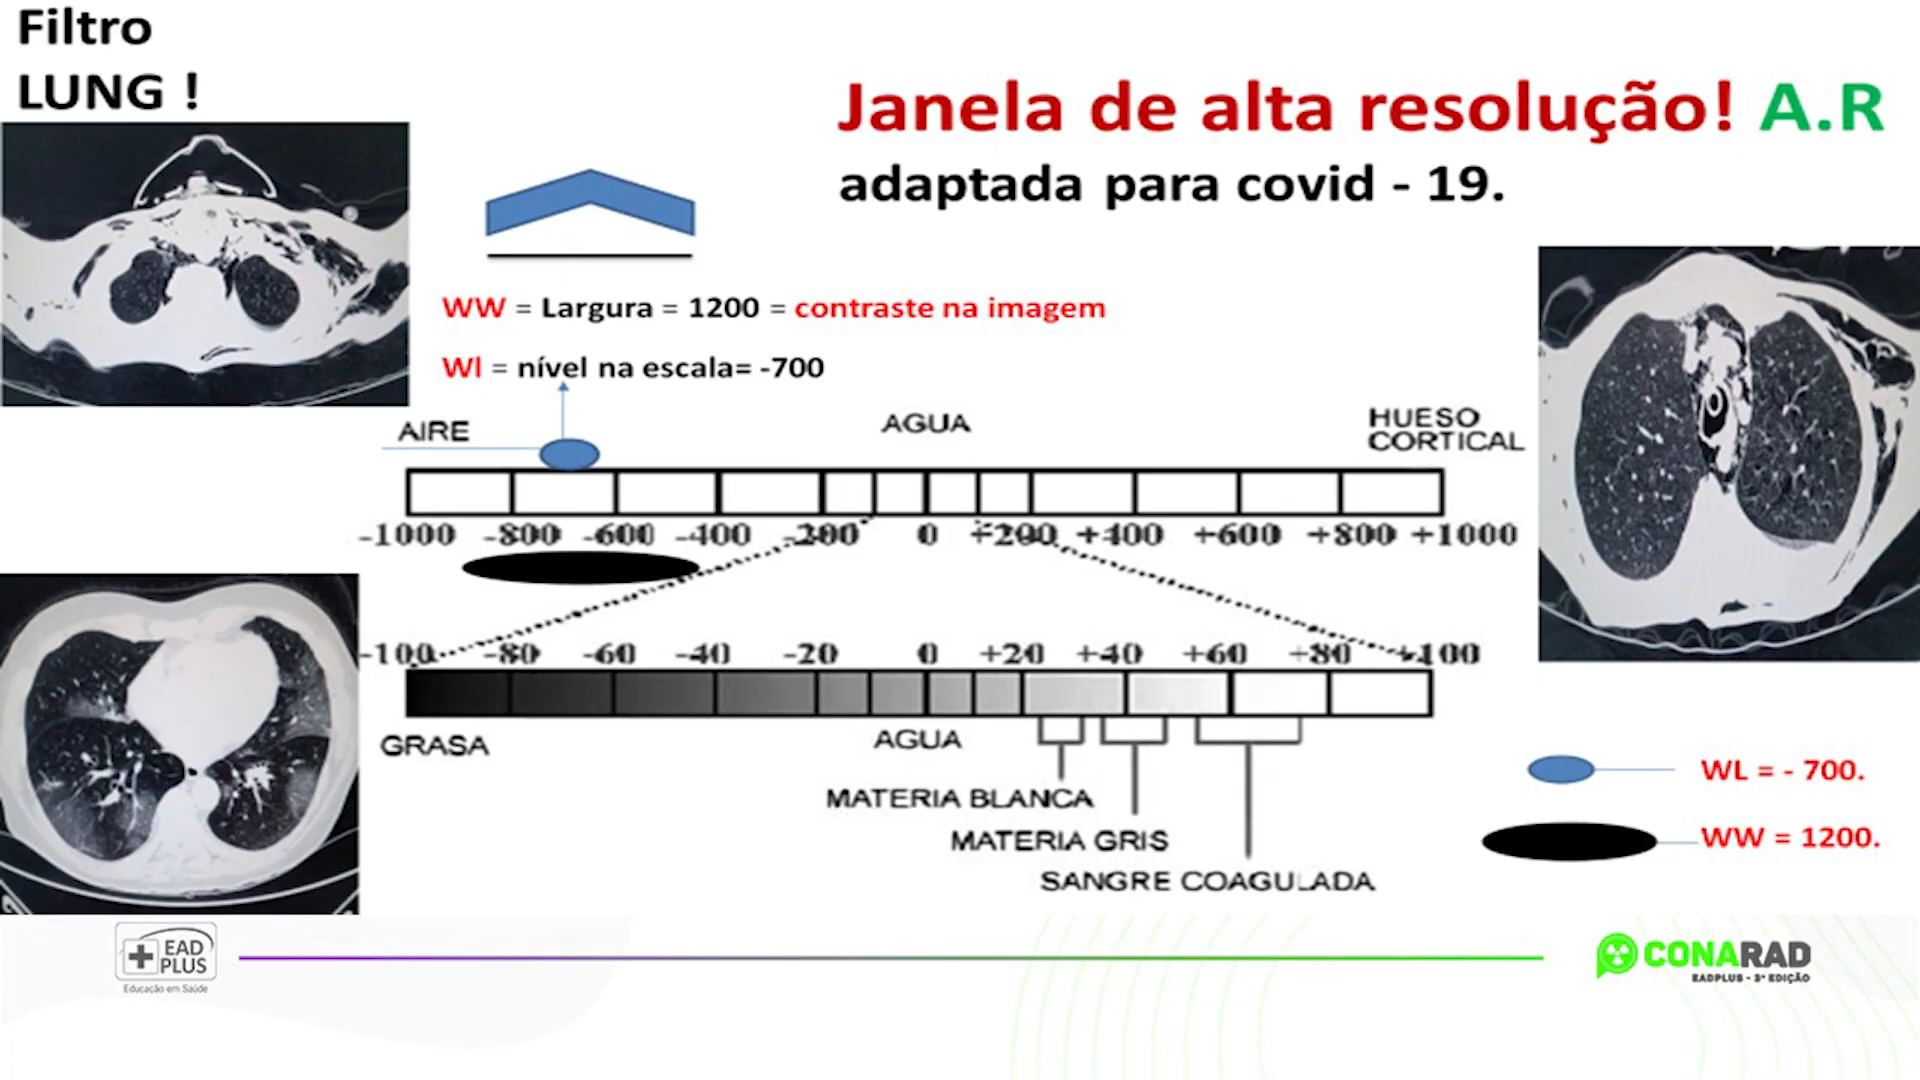 Filtro
LUNG !
Janela de alta resolução! A.R
adaptada para covid - 19.
WW = Largura = 1200 = contraste na imagem
Wl = nível na escala= -700
AIRE
AGUA
HUESO
CORTICAL
-1000 -800 -600 -400 -200 0 +200 +400 +600 +800 +1000
-100 -80 -60 -40 -20 0 +20 +40 +60 +80 +100
GRASA
AGUA
MATERIA BLANCA
MATERIA GRIS
SANGRE COAGULADA
WL = - 700.
WW = 1200.
EAD
PLUS
Educação em Saúde
CONARAD
EADPLUS - 3ª EDIÇÃO